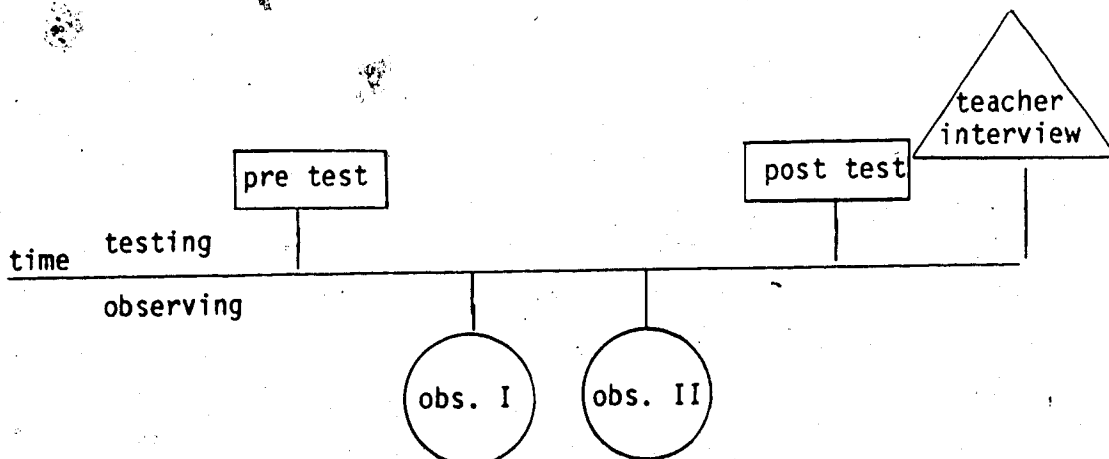 teacher
interview
pre test
post test
testing
time
observing
obs. I
obs. II